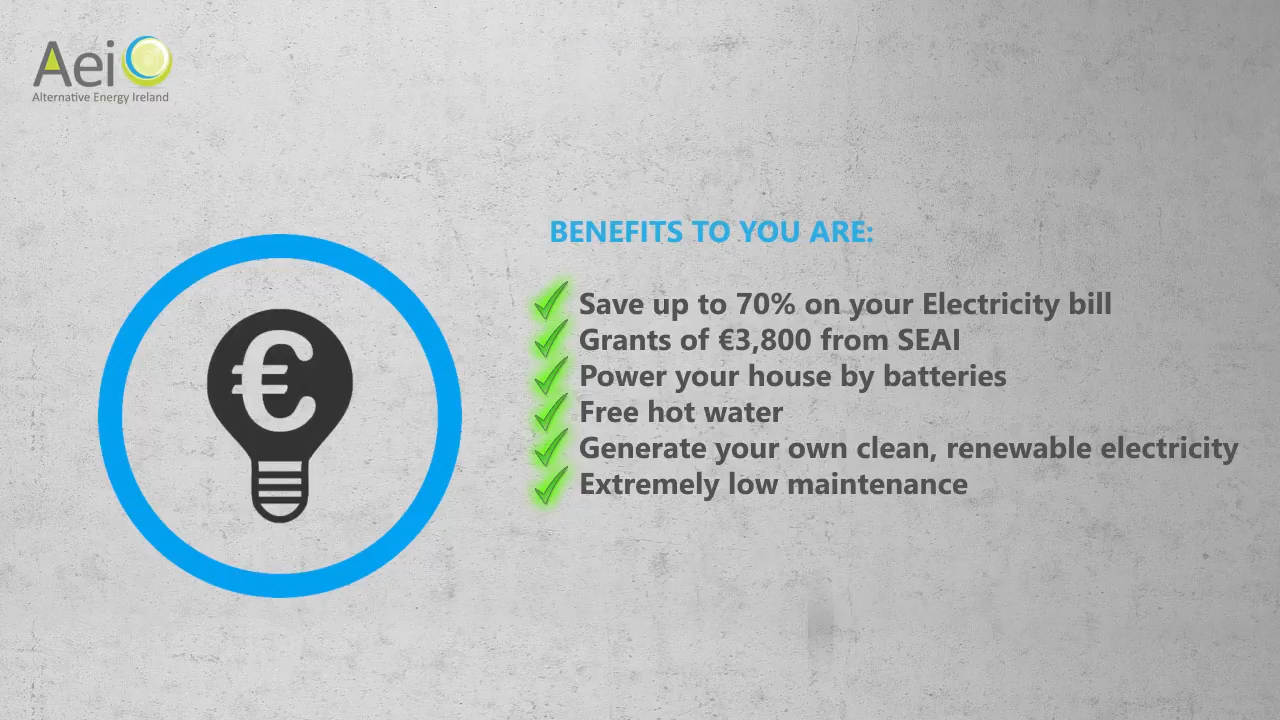 Aei
Alternative Energy Ireland
BENEFITS TO YOU ARE:
Save up to 70% on your Electricity bill
Grants of €3,800 from SEAI
Power your house by batteries
Free hot water
Generate your own clean, renewable electricity
Extremely low maintenance
€